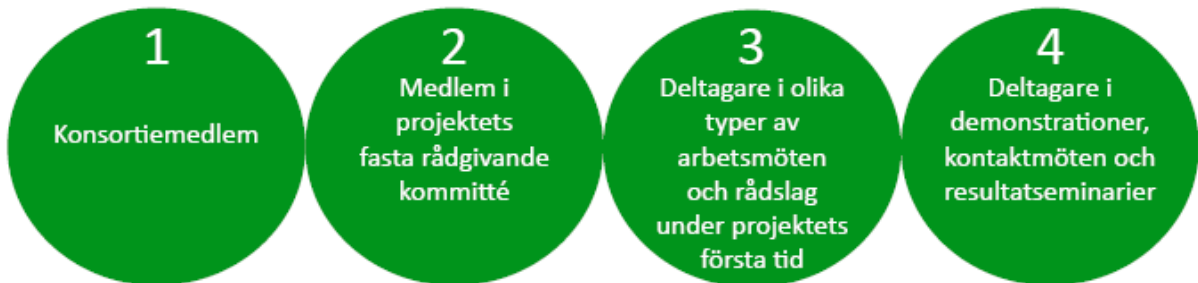 1
Konsortiemedlem
2
Medlem i
projektets
fasta rådgivande
kommitté
3
Deltagare i olika
typer av
arbetsmöten
och rådslag
under projektets
första tid
4
Deltagare i
demonstrationer,
kontaktmöten och
resultatseminarier